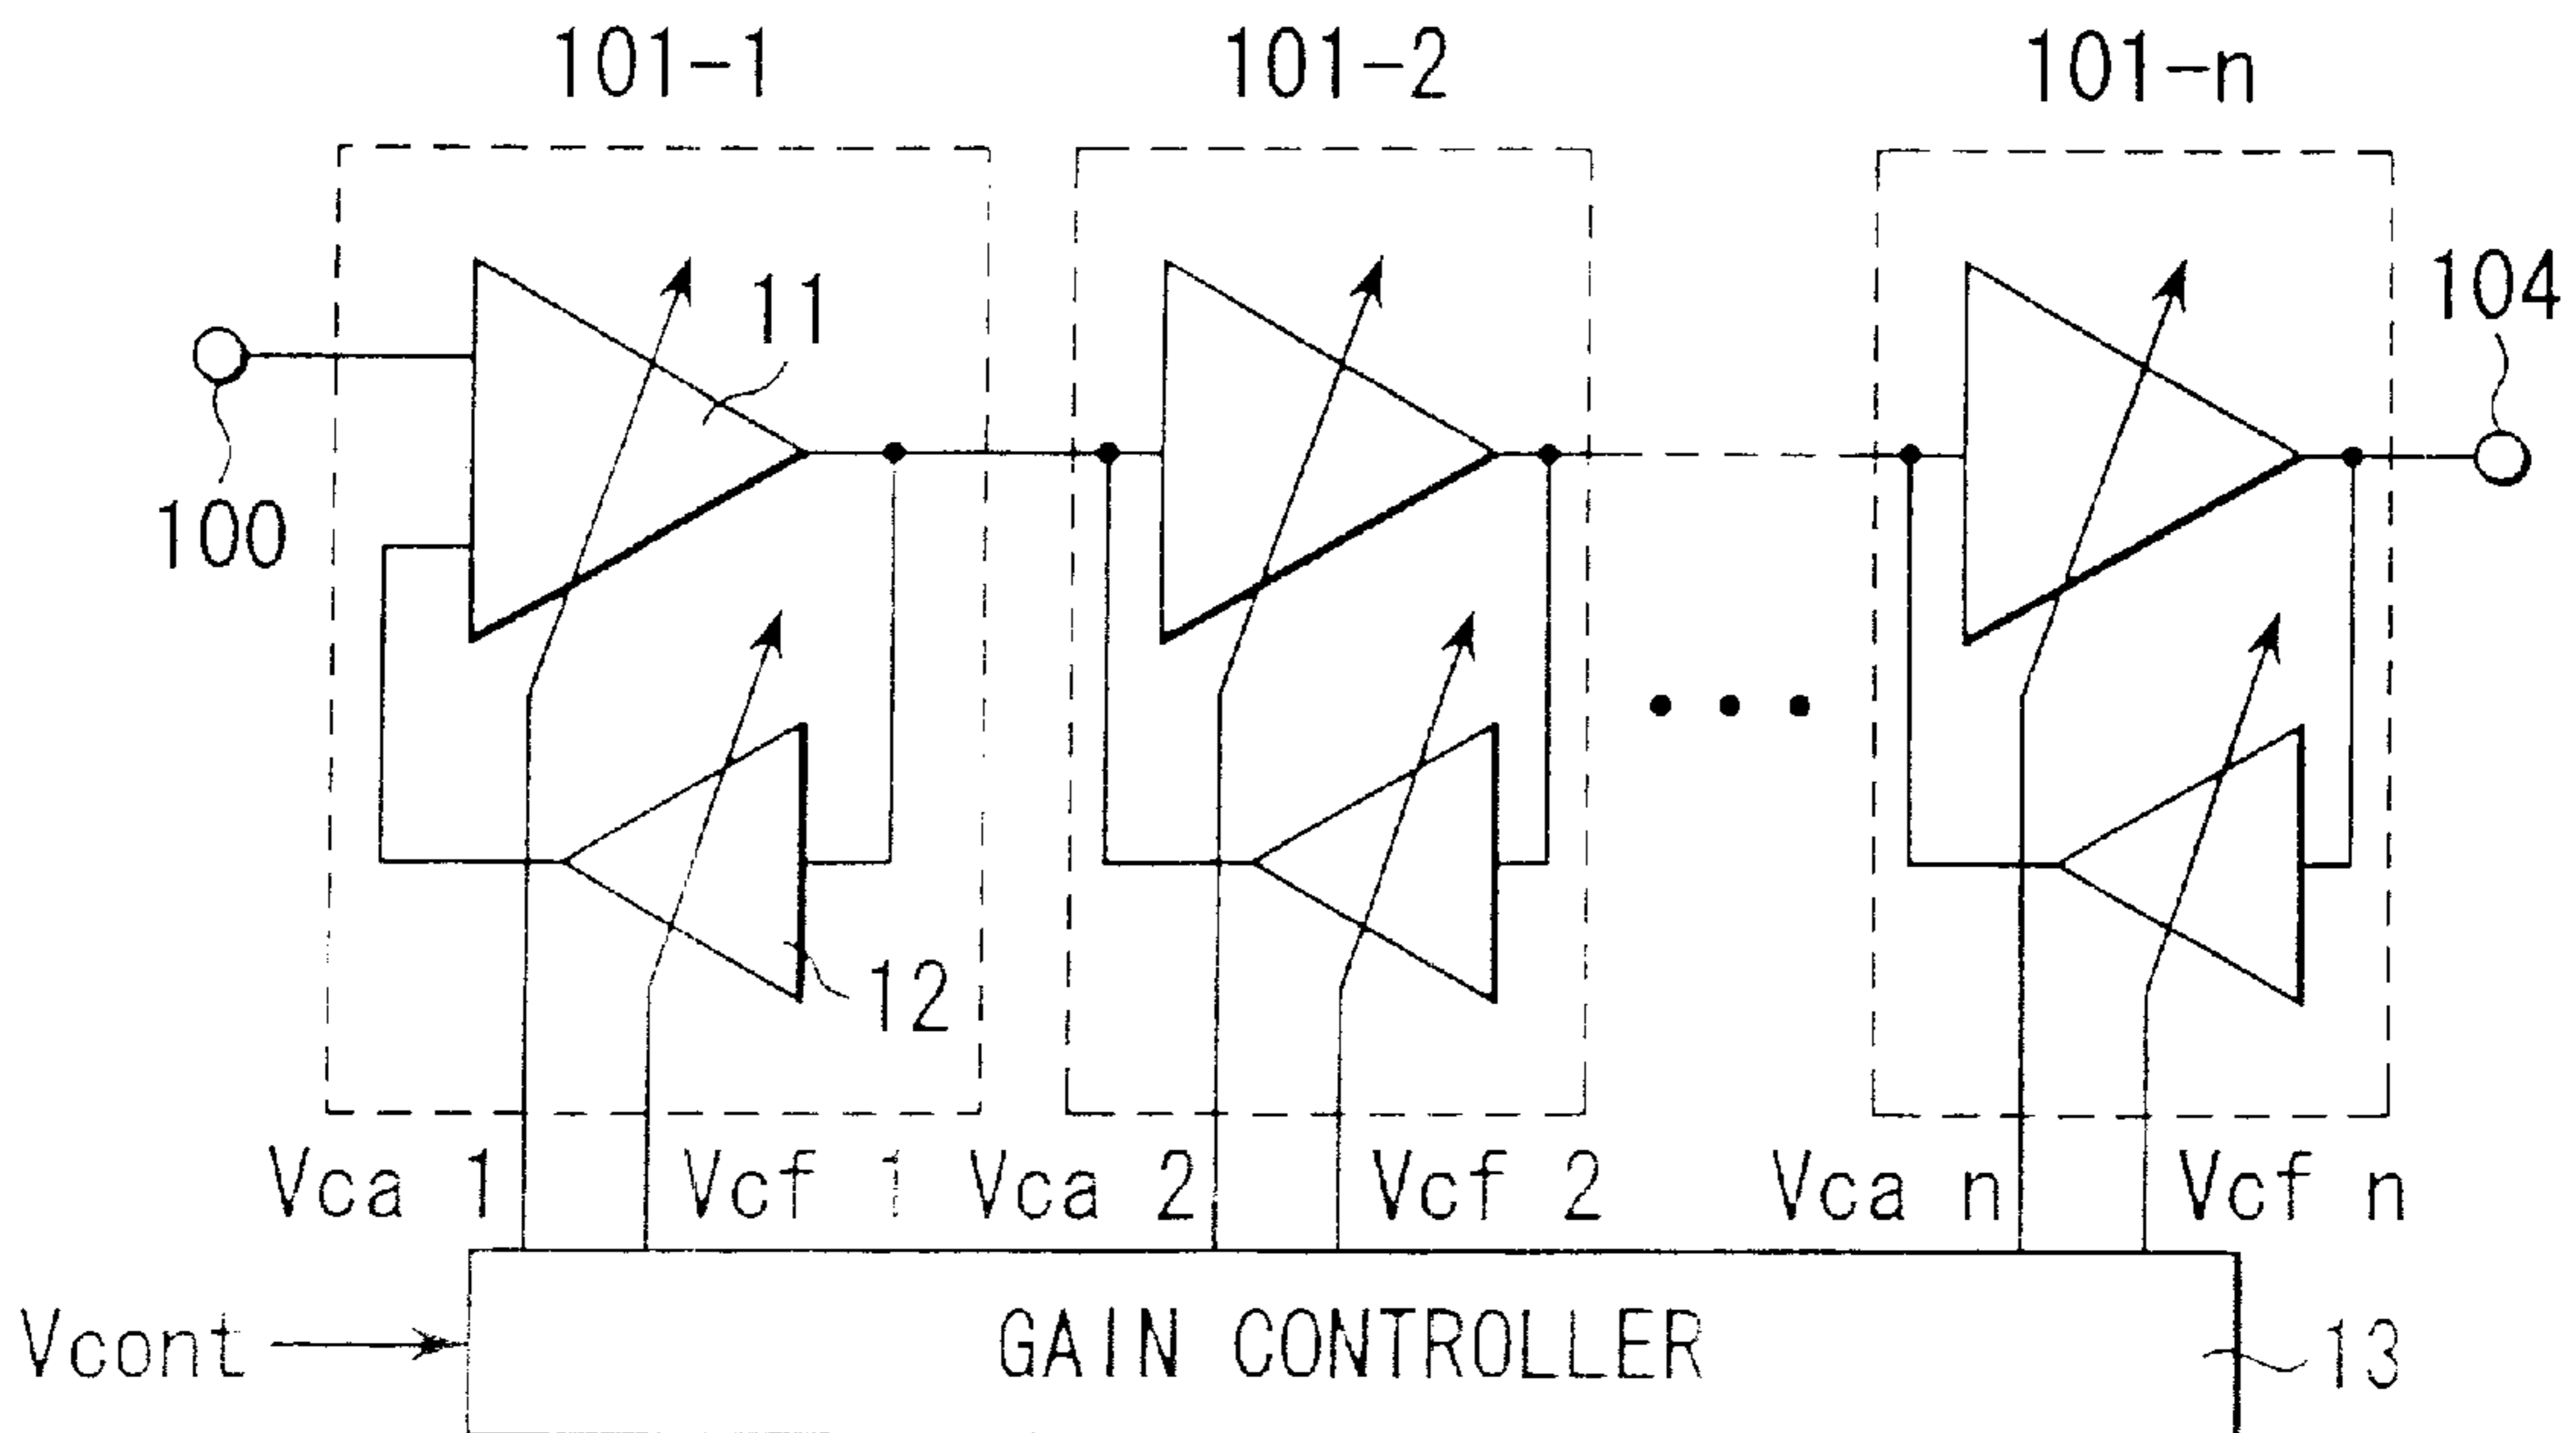 101-1 101-2 101-n
11
104
100
12
Vca 1 Vcf 1 Vca 2 Vcf 2 Vca n Vcf n
Vcont GAIN CONTROLLER 13